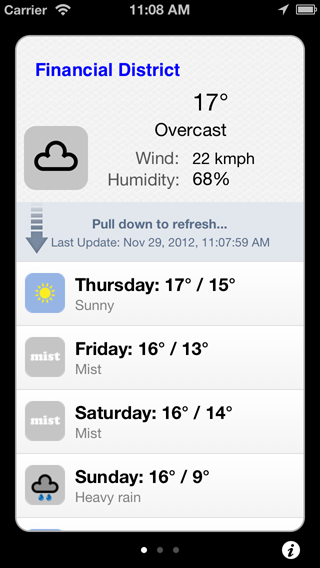 Carrier 11:08 AM
Financial District
17°
Overcast
Wind: 22 kmph
Humidity: 68%
Pull down to refresh...
Last Update: Nov 29, 2012, 11:07:59 AM
Thursday: 17° / 15°
Sunny
mist Friday: 16° / 13°
Mist
mist Saturday: 16° / 14°
Mist
Sunday: 16° / 9°
Heavy rain
i